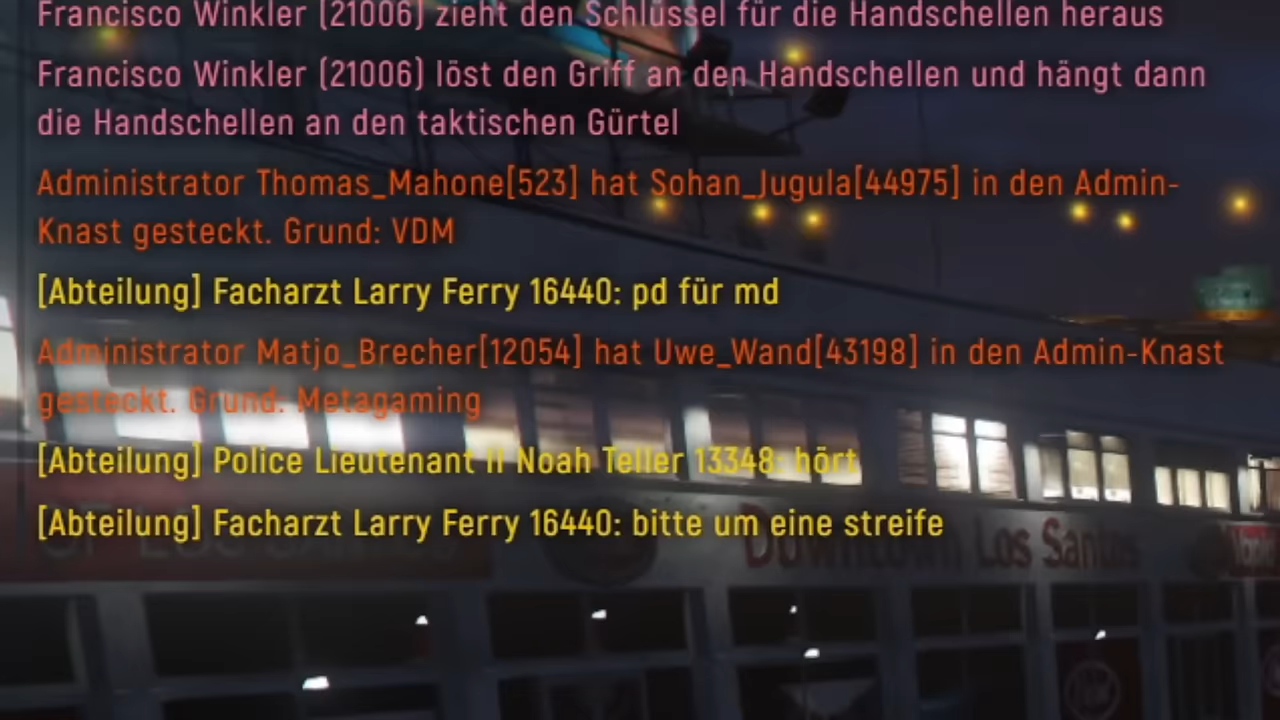 Francisco Winkler (21006) zieht den Schlüssel für die Handschellen heraus
Francisco Winkler (21006) löst den Griff an den Handschellen und hängt dann
die Handschellen an den taktischen Gürtel
Administrator Thomas_Mahone[523] hat Sohan_Jugula[44975] in den Admin-
Knast gesteckt. Grund: VDM
[Abteilung] Facharzt Larry Ferry 16440: pd für md
Administrator Matjo_Brecher[12054] hat Uwe_Wand[43198] in den Admin-Knast
gesteckt. Grund: Metagaming
[Abteilung] Police Lieutenant II Noah Teller 13348: hört
[Abteilung] Facharzt Larry Ferry 16440: bitte um eine streife
Downtown Los Santos